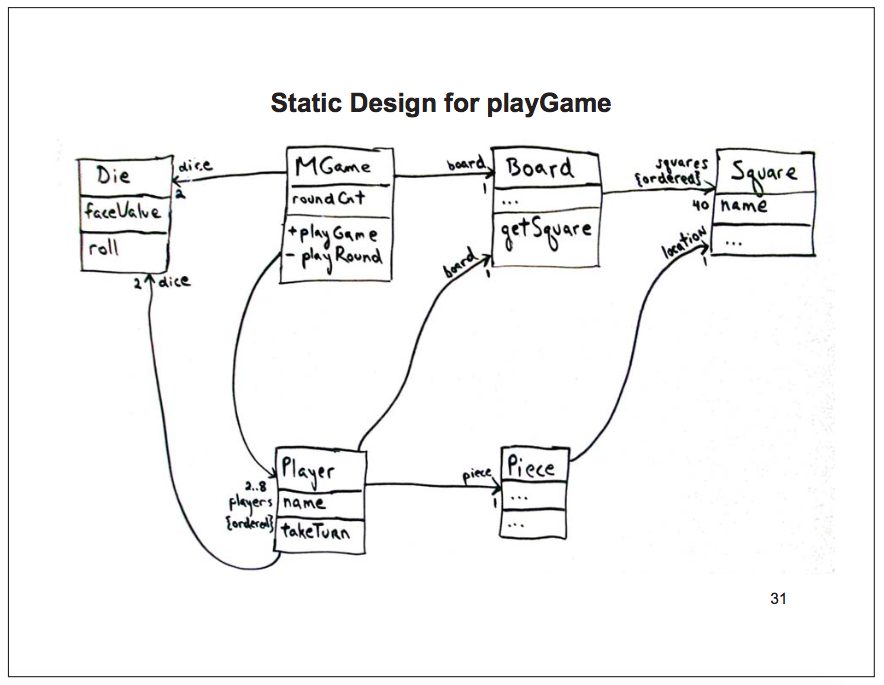 Static Design for playGame
Die
faceValue
roll
dice
2
MGame
roundCnt
+playGame
- playRound
board
1
Board
...
getSquare
squares
{ordered}
40
Square
name
...
2
dice
board
1
location
1
2..8
players
{ordered}
Player
name
takeTurn
piece
1
Piece
...
...
31